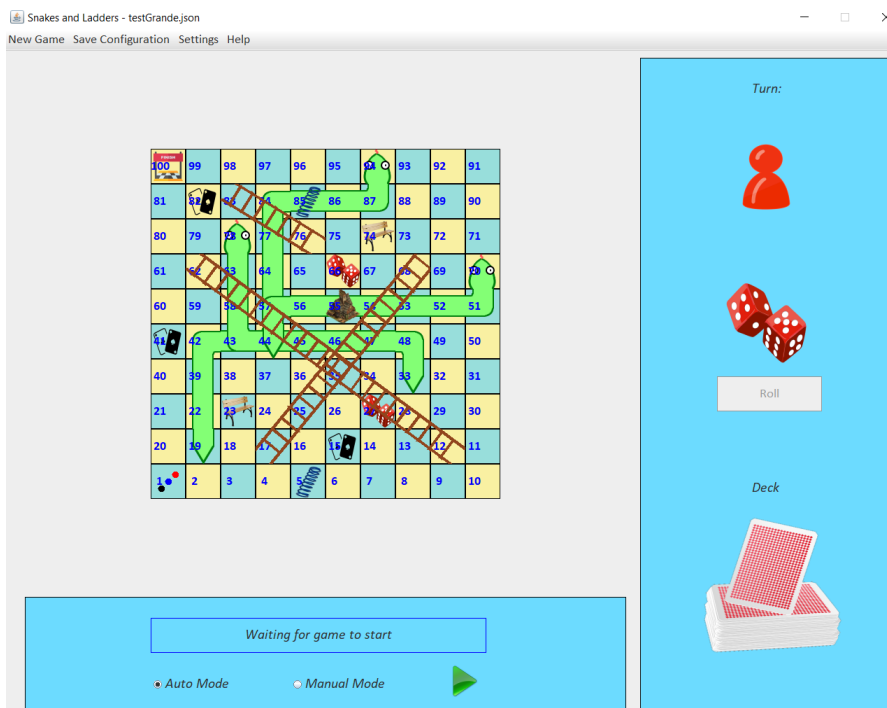 Snakes and Ladders - testGrande.json
New Game Save Configuration Settings Help
Turn:
100 99 98 97 96 95 94 93 92 91
81 82 83 84 85 86 87 88 89 90
80 79 78 77 76 75 74 73 72 71
61 62 63 64 65 66 67 68 69 70
60 59 58 57 56 55 54 53 52 51
41 42 43 44 45 46 47 48 49 50
40 39 38 37 36 35 34 33 32 31
Roll
21 22 23 24 25 26 27 28 29 30
20 19 18 17 16 15 14 13 12 11
1 2 3 4 5 6 7 8 9 10
Deck
Waiting for game to start
Auto Mode Manual Mode